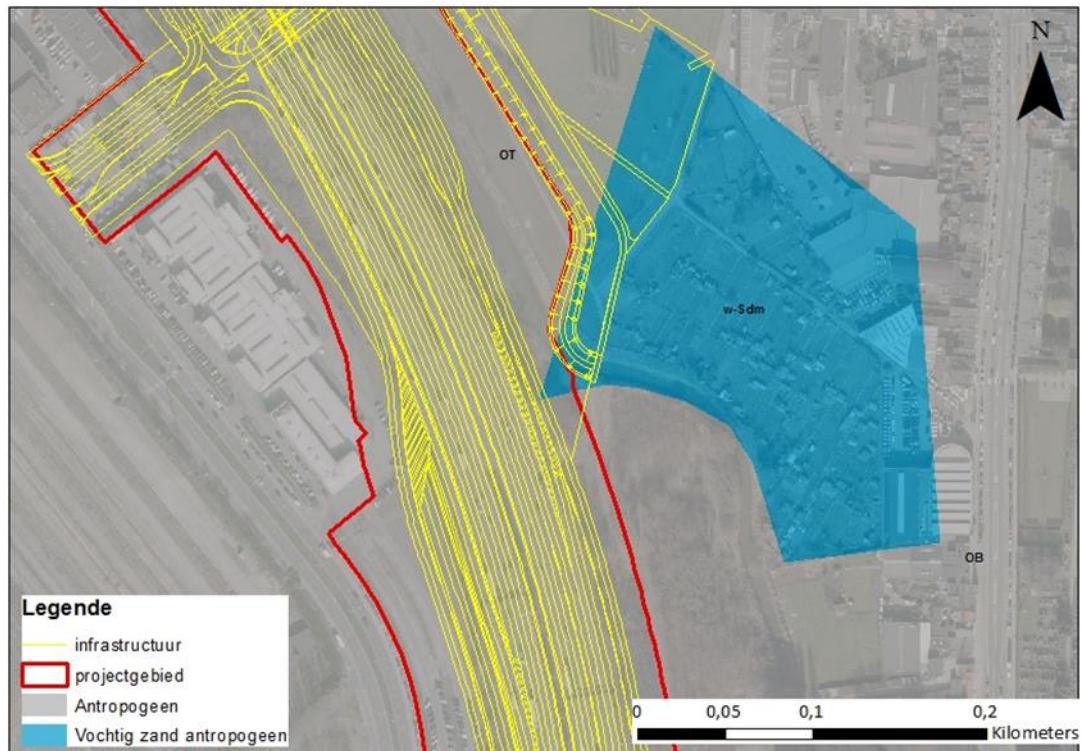 N
OT
w-Sdm
OB
Legende
infrastructuur
projectgebied
Antropogeen
Vochtig zand antropogeen
0 0,05 0,1 0,2
Kilometers